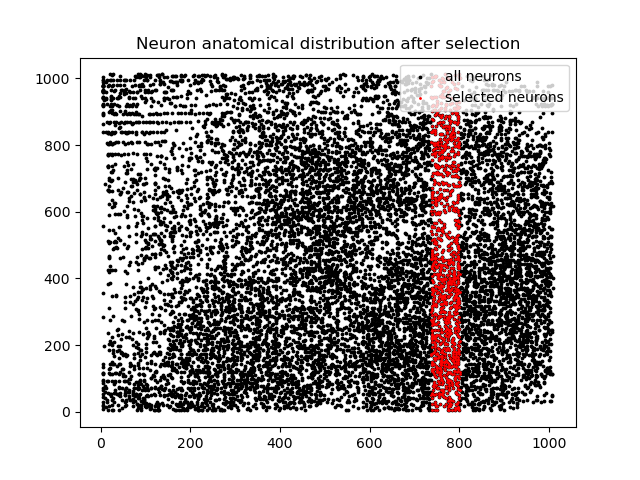 Neuron anatomical distribution after selection
all neurons
selected neurons
1000
800
600
400
200
0
0 200 400 600 800 1000